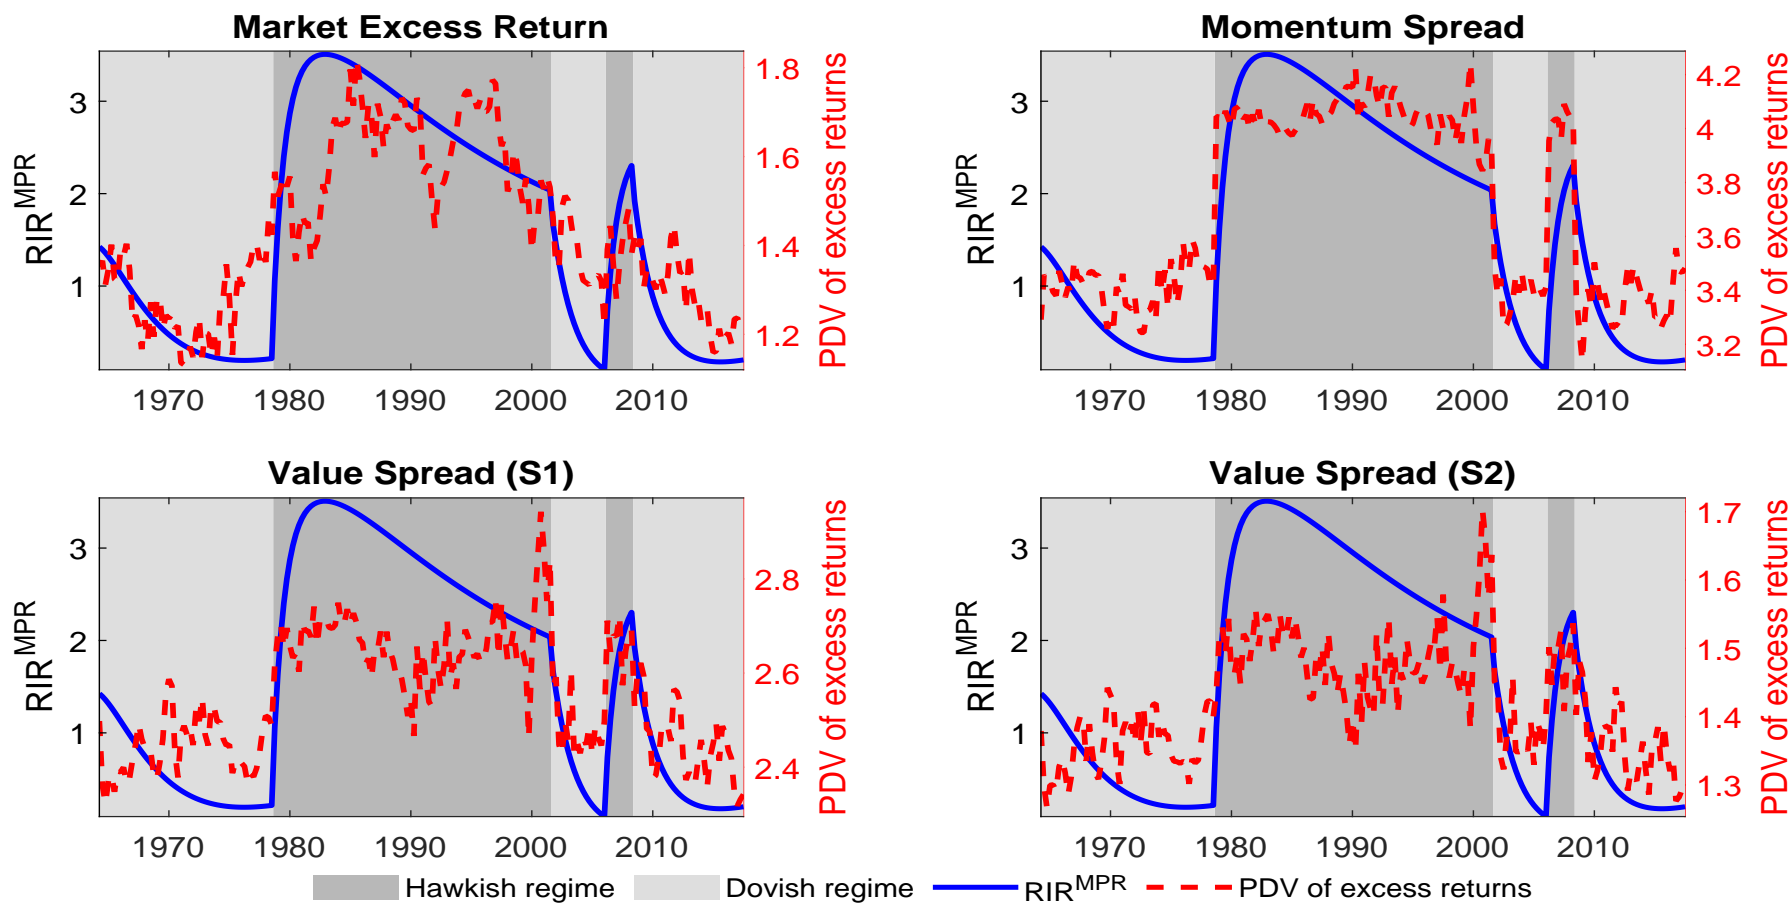 Market Excess Return
Momentum Spread
RIR^MPR
3
2
1
1.8
1.6
1.4
1.2
PDV of excess returns
1970 1980 1990 2000 2010
RIR^MPR
3
2
1
4.2
4
3.8
3.6
3.4
3.2
PDV of excess returns
1970 1980 1990 2000 2010
Value Spread (S1)
Value Spread (S2)
RIR^MPR
3
2
1
2.8
2.6
2.4
PDV of excess returns
1970 1980 1990 2000 2010
RIR^MPR
3
2
1
1.7
1.6
1.5
1.4
1.3
PDV of excess returns
1970 1980 1990 2000 2010
Hawkish regime Dovish regime RIR^MPR PDV of excess returns